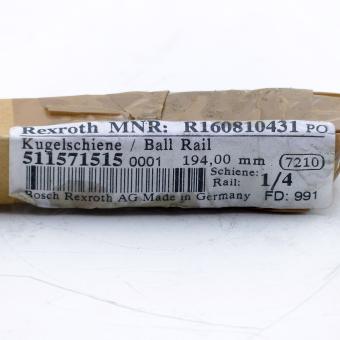 Rexroth MNR: R160810431 PO
Kugelschiene / Ball Rail
511571515 0001 194,00 mm 7210
Schiene:
Rail: 1/4
Bosch Rexroth AG Made in Germany FD: 991